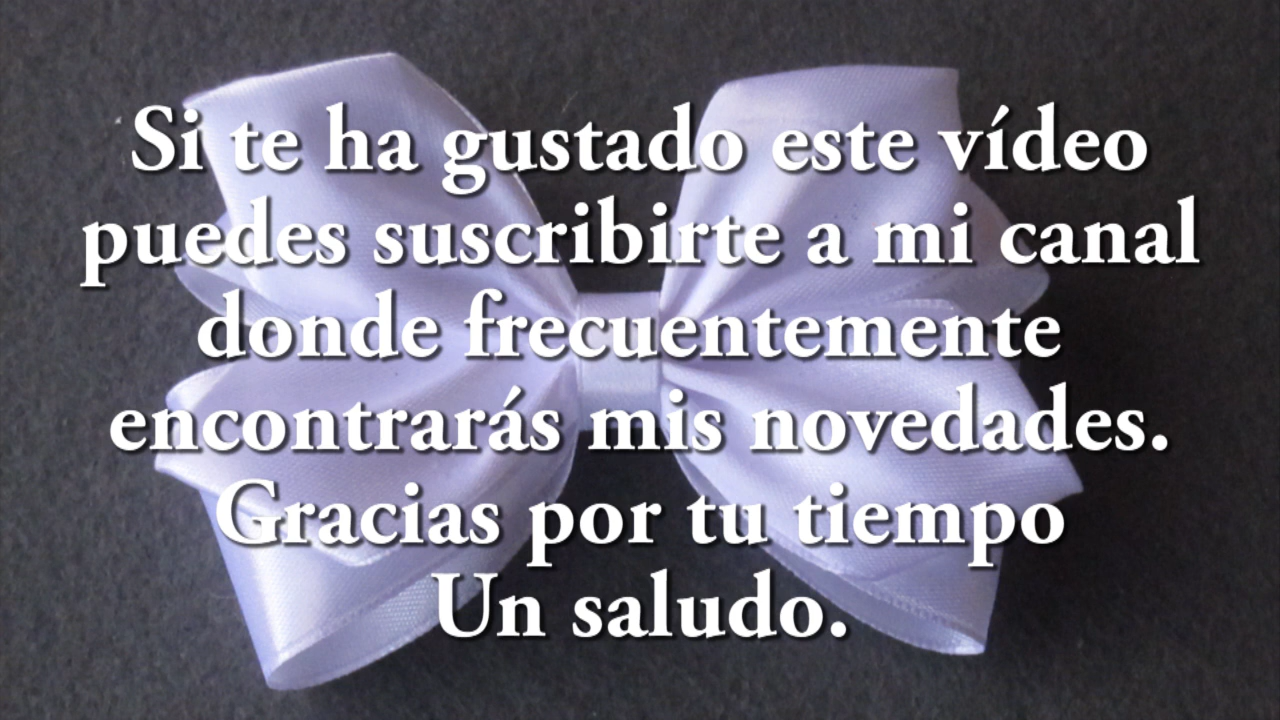 Si te ha gustado este vídeo
puedes suscribirte a mi canal
donde frecuentemente
encontrarás mis novedades.
Gracias por tu tiempo
Un saludo.